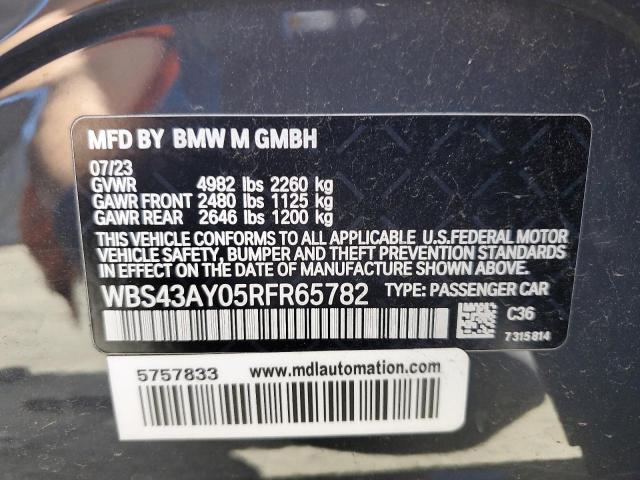 MFD BY BMW M GMBH
07/23
GVWR 4982 lbs 2260 kg
GAWR FRONT 2480 lbs 1125 kg
GAWR REAR 2646 lbs 1200 kg
THIS VEHICLE CONFORMS TO ALL APPLICABLE U.S.FEDERAL MOTOR
VEHICLE SAFETY, BUMPER AND THEFT PREVENTION STANDARDS
IN EFFECT ON THE DATE OF MANUFACTURE SHOWN ABOVE.
WBS43AY05RFR65782 TYPE: PASSENGER CAR
C36
7315814
5757833 www.mdlautomation.com